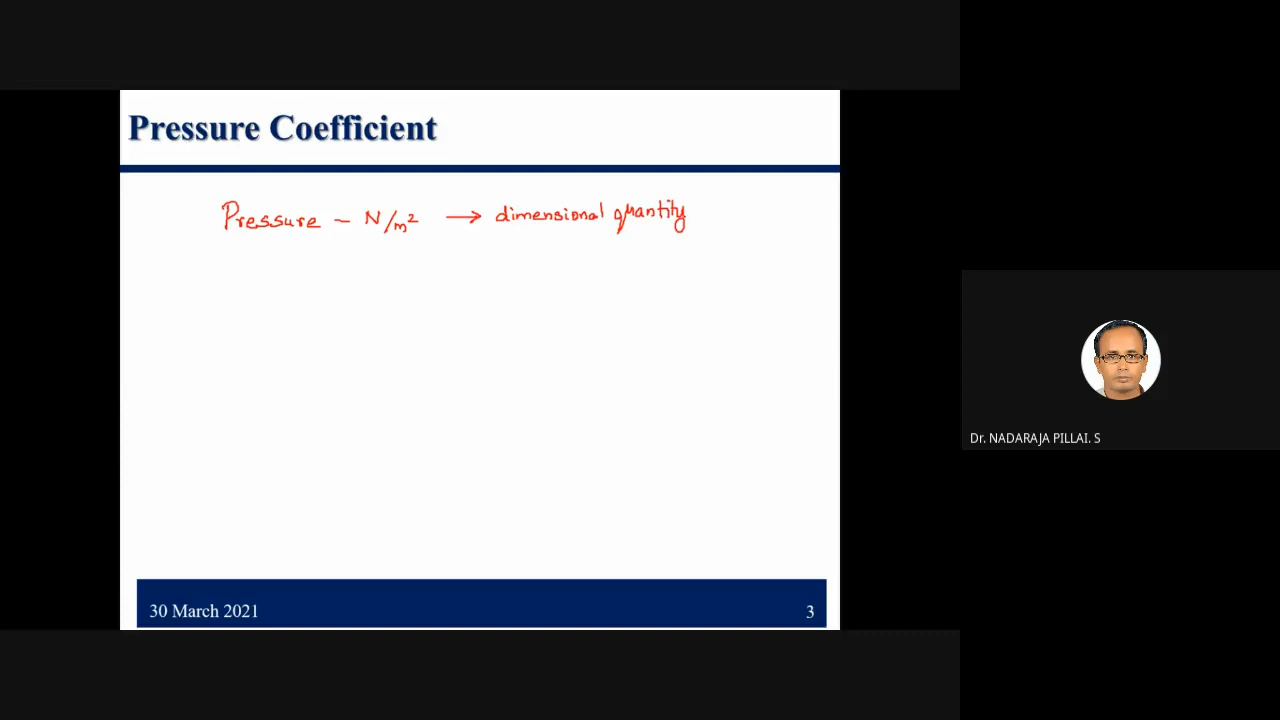 Pressure Coefficient
Pressure – N/m² → dimensional quantity
Dr. NADARAJA PILLAI. S
30 March 2021
3